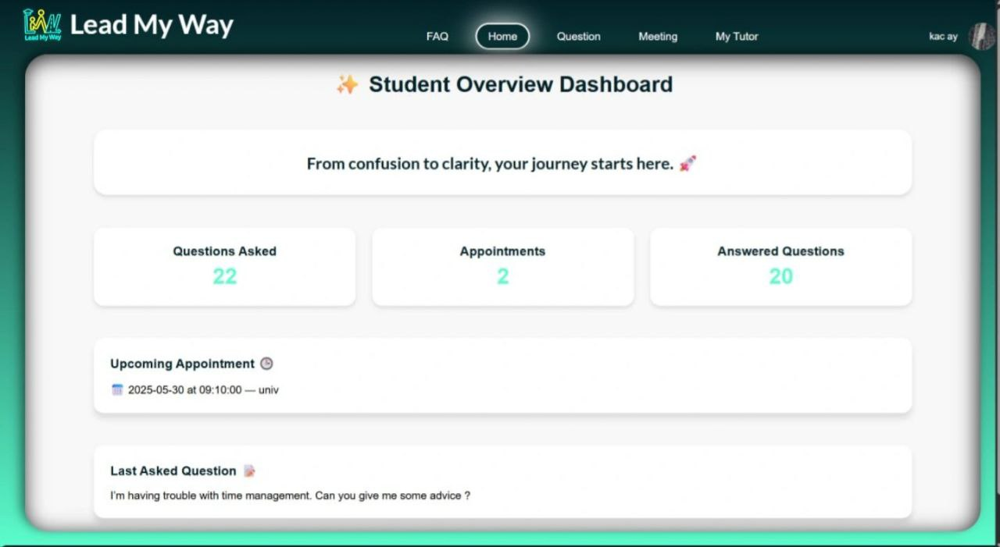 Lead My Way
Lead My Way
FAQ
Home
Question
Meeting
My Tutor
kac ay
✨ Student Overview Dashboard
From confusion to clarity, your journey starts here. 🚀
Questions Asked
22
Appointments
2
Answered Questions
20
Upcoming Appointment 🕒
📅 2025-05-30 at 09:10:00 — univ
Last Asked Question 📝
I'm having trouble with time management. Can you give me some advice ?